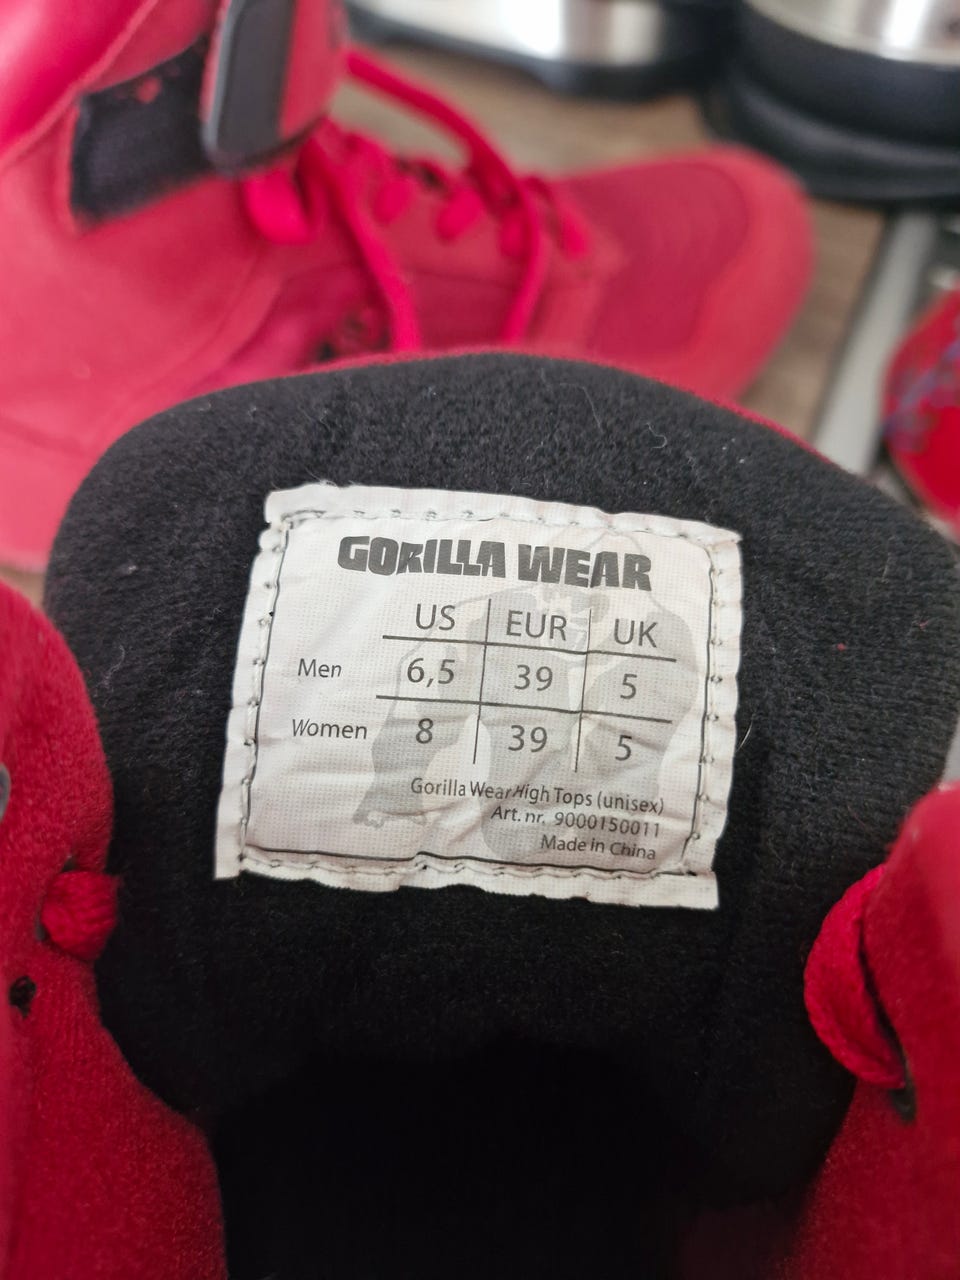 GORILLA WEAR
US EUR UK
Men 6,5 39 5
Women 8 39 5
Gorilla Wear High Tops (unisex)
Art. nr. 9000150011
Made in China